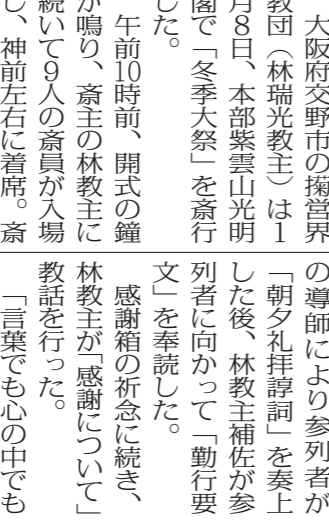 大阪府交野市の掬営界
教団（林瑞光教主）は1
月8日、本部紫雲山光明
閣で「冬季大祭」を斎行
した。
午前10時前、開式の鐘
が鳴り、斎主の林教主に
続いて9人の斎員が入場
し、神前左右に着席。斎
の導師により参列者が
「朝夕礼拝諄詞」を奏上
した後、林教主補佐が参
列者に向かって「勤行要
文」を奉読した。
感謝箱の祈念に続き、
林教主が「感謝について」
教話を行った。
「言葉でも心の中でも